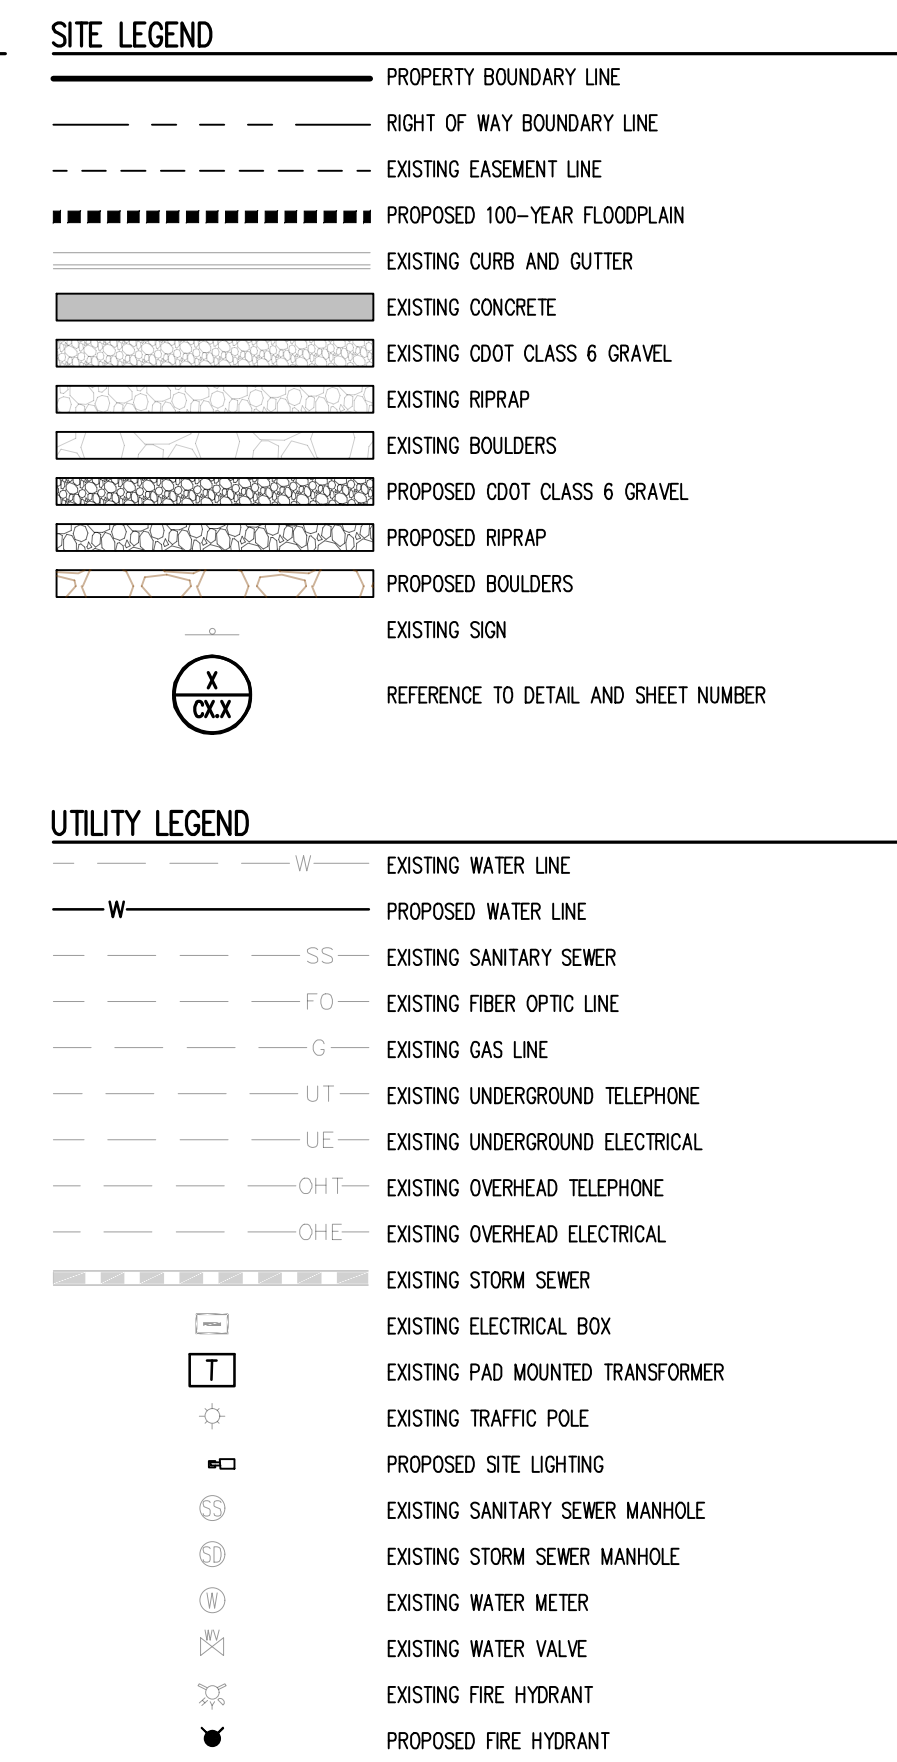 SITE LEGEND
PROPERTY BOUNDARY LINE
RIGHT OF WAY BOUNDARY LINE
EXISTING EASEMENT LINE
PROPOSED 100-YEAR FLOODPLAIN
EXISTING CURB AND GUTTER
EXISTING CONCRETE
EXISTING CDOT CLASS 6 GRAVEL
EXISTING RIPRAP
EXISTING BOULDERS
PROPOSED CDOT CLASS 6 GRAVEL
PROPOSED RIPRAP
PROPOSED BOULDERS
EXISTING SIGN
X
CX.X
REFERENCE TO DETAIL AND SHEET NUMBER
UTILITY LEGEND
W EXISTING WATER LINE
W PROPOSED WATER LINE
SS EXISTING SANITARY SEWER
FO EXISTING FIBER OPTIC LINE
G EXISTING GAS LINE
UT EXISTING UNDERGROUND TELEPHONE
UE EXISTING UNDERGROUND ELECTRICAL
OHT EXISTING OVERHEAD TELEPHONE
OHE EXISTING OVERHEAD ELECTRICAL
EXISTING STORM SEWER
EXISTING ELECTRICAL BOX
T EXISTING PAD MOUNTED TRANSFORMER
EXISTING TRAFFIC POLE
PROPOSED SITE LIGHTING
SS EXISTING SANITARY SEWER MANHOLE
SD EXISTING STORM SEWER MANHOLE
W EXISTING WATER METER
WV EXISTING WATER VALVE
EXISTING FIRE HYDRANT
PROPOSED FIRE HYDRANT